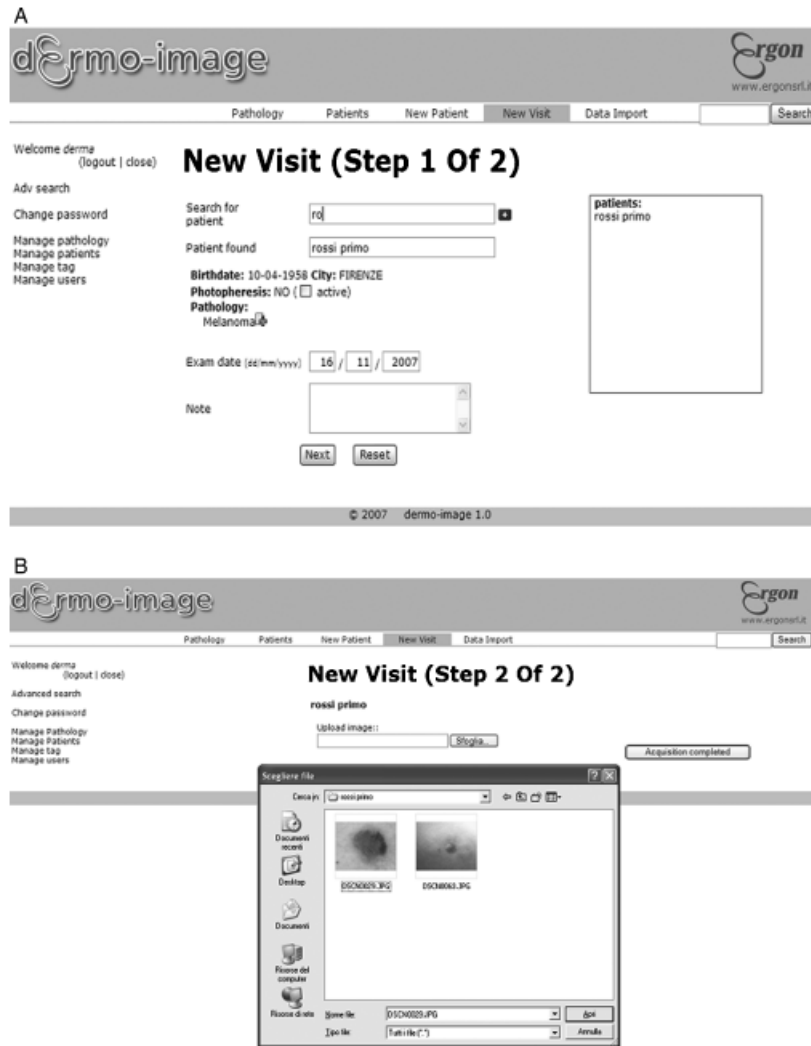 A
dermo-image
Ergon
www.ergonsrl.it
Pathology Patients New Patient New Visit Data Import Search
Welcome derma
(logout | close)
Adv search
Change password
Manage pathology
Manage patients
Manage tag
Manage users
New Visit (Step 1 Of 2)
Search for
patient
ro
Patient found rossi primo
Birthdate: 10-04-1958 City: FIRENZE
Photopheresis: NO ( active)
Pathology:
Melanoma
Exam date (dd/mm/yyyy) 16 / 11 / 2007
Note
Next Reset
patients:
rossi primo
© 2007 dermo-image 1.0
B
dermo-image
Ergon
www.ergonsrl.it
Pathology Patients New Patient New Visit Data Import Search
Welcome derma
(logout | close)
Advanced search
Change password
Manage Pathology
Manage Patients
Manage tag
Manage users
New Visit (Step 2 Of 2)
rossi primo
Upload image::
Sfoglia...
Acquisition completed
Scegliere file
Cerca in: rossi primo
Documenti
recenti
Desktop
Documenti
Risorse del
computer
Risorse di rete
DSCN0029.JPG DSCN0063.JPG
Nome file: DSCN0029.JPG Apri
Tipo file: Tutti i file (*.*) Annulla